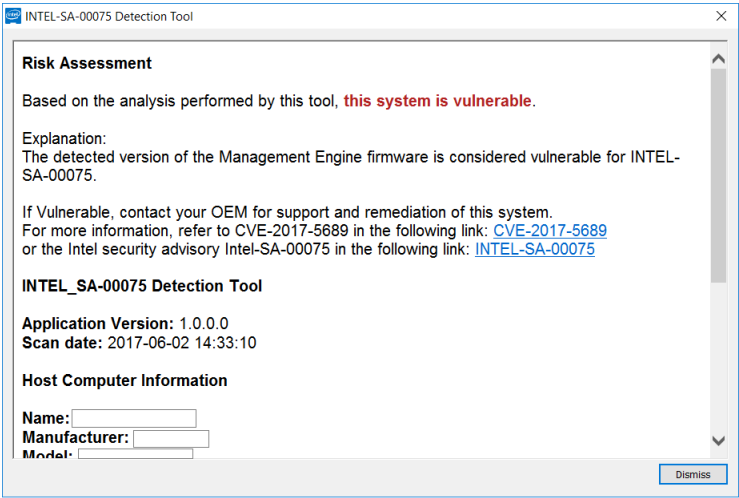 INTEL-SA-00075 Detection Tool
Risk Assessment
Based on the analysis performed by this tool, this system is vulnerable.
Explanation:
The detected version of the Management Engine firmware is considered vulnerable for INTEL-
SA-00075.
If Vulnerable, contact your OEM for support and remediation of this system.
For more information, refer to CVE-2017-5689 in the following link: CVE-2017-5689
or the Intel security advisory Intel-SA-00075 in the following link: INTEL-SA-00075
INTEL_SA-00075 Detection Tool
Application Version: 1.0.0.0
Scan date: 2017-06-02 14:33:10
Host Computer Information
Name:
Manufacturer:
Model:
Dismiss